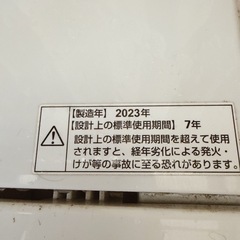 【製造年】 2023年
【設計上の標準使用期間】 7年
設計上の標準使用期間を超えて使用
されますと、経年劣化による発火・
けが等の事故に至る恐れがあります。